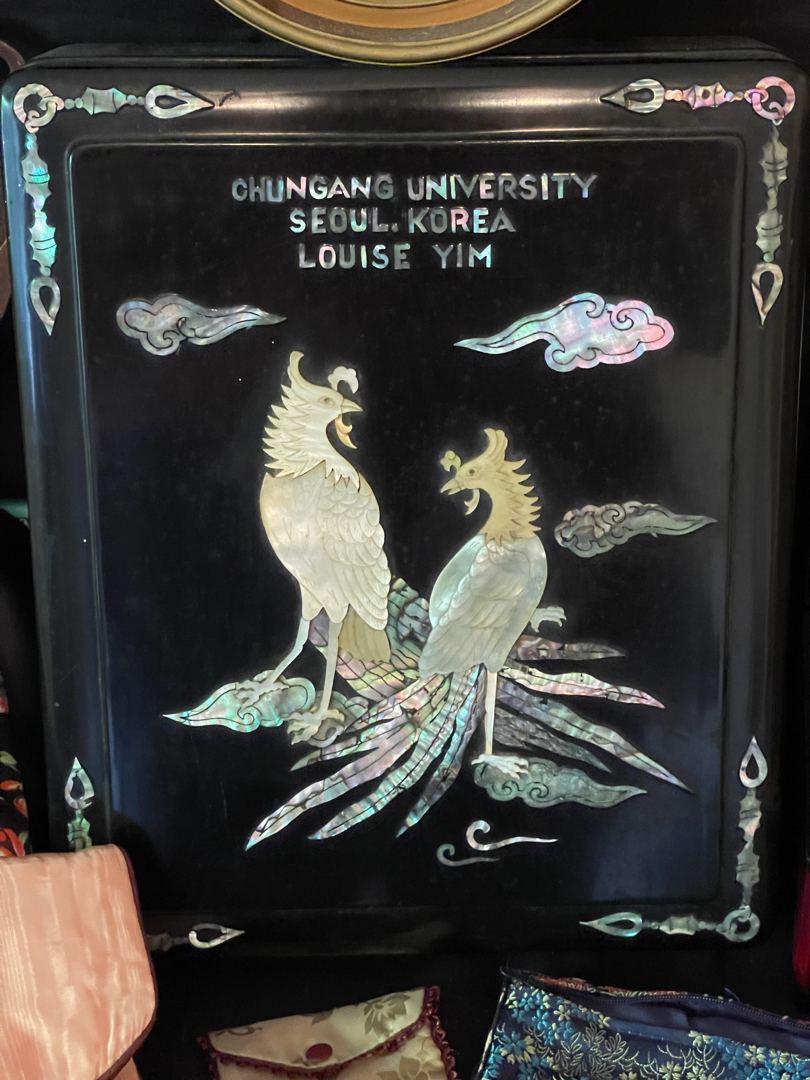 CHUNGANG UNIVERSITY
SEOUL. KOREA
LOUISE YIM